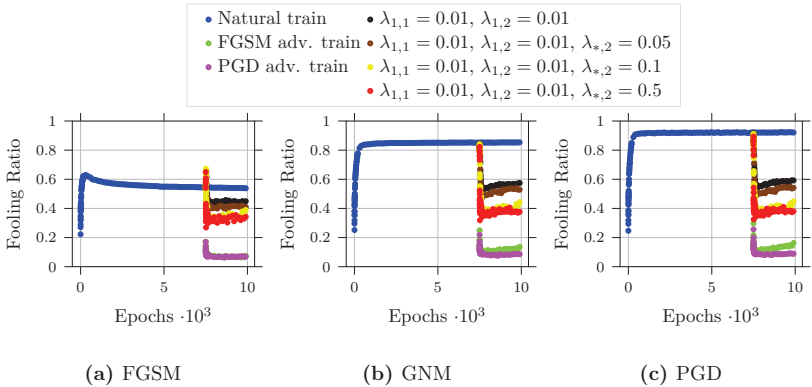 Natural train
FGSM adv. train
PGD adv. train
λ1,1 = 0.01, λ1,2 = 0.01
λ1,1 = 0.01, λ1,2 = 0.01, λ∗,2 = 0.05
λ1,1 = 0.01, λ1,2 = 0.01, λ∗,2 = 0.1
λ1,1 = 0.01, λ1,2 = 0.01, λ∗,2 = 0.5
Fooling Ratio
1
0.8
0.6
0.4
0.2
0
0 5 10
Epochs ·10³
(a) FGSM
Fooling Ratio
1
0.8
0.6
0.4
0.2
0
0 5 10
Epochs ·10³
(b) GNM
Fooling Ratio
1
0.8
0.6
0.4
0.2
0
0 5 10
Epochs ·10³
(c) PGD